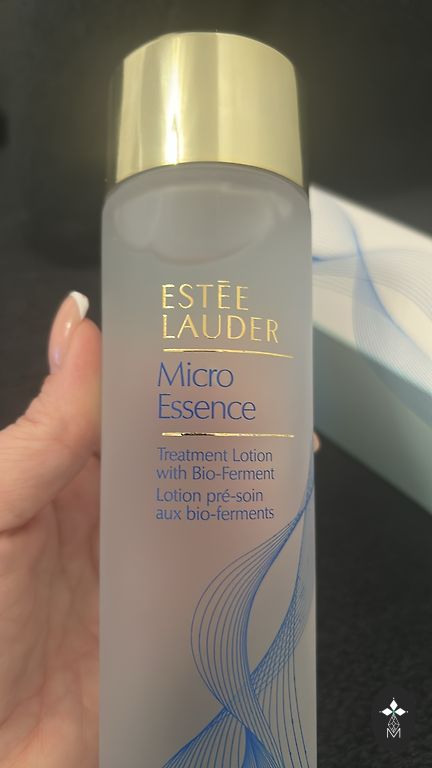 ESTĒE
LAUDER
Micro
Essence
Treatment Lotion
with Bio-Ferment
Lotion pré-soin
aux bio-ferments
M